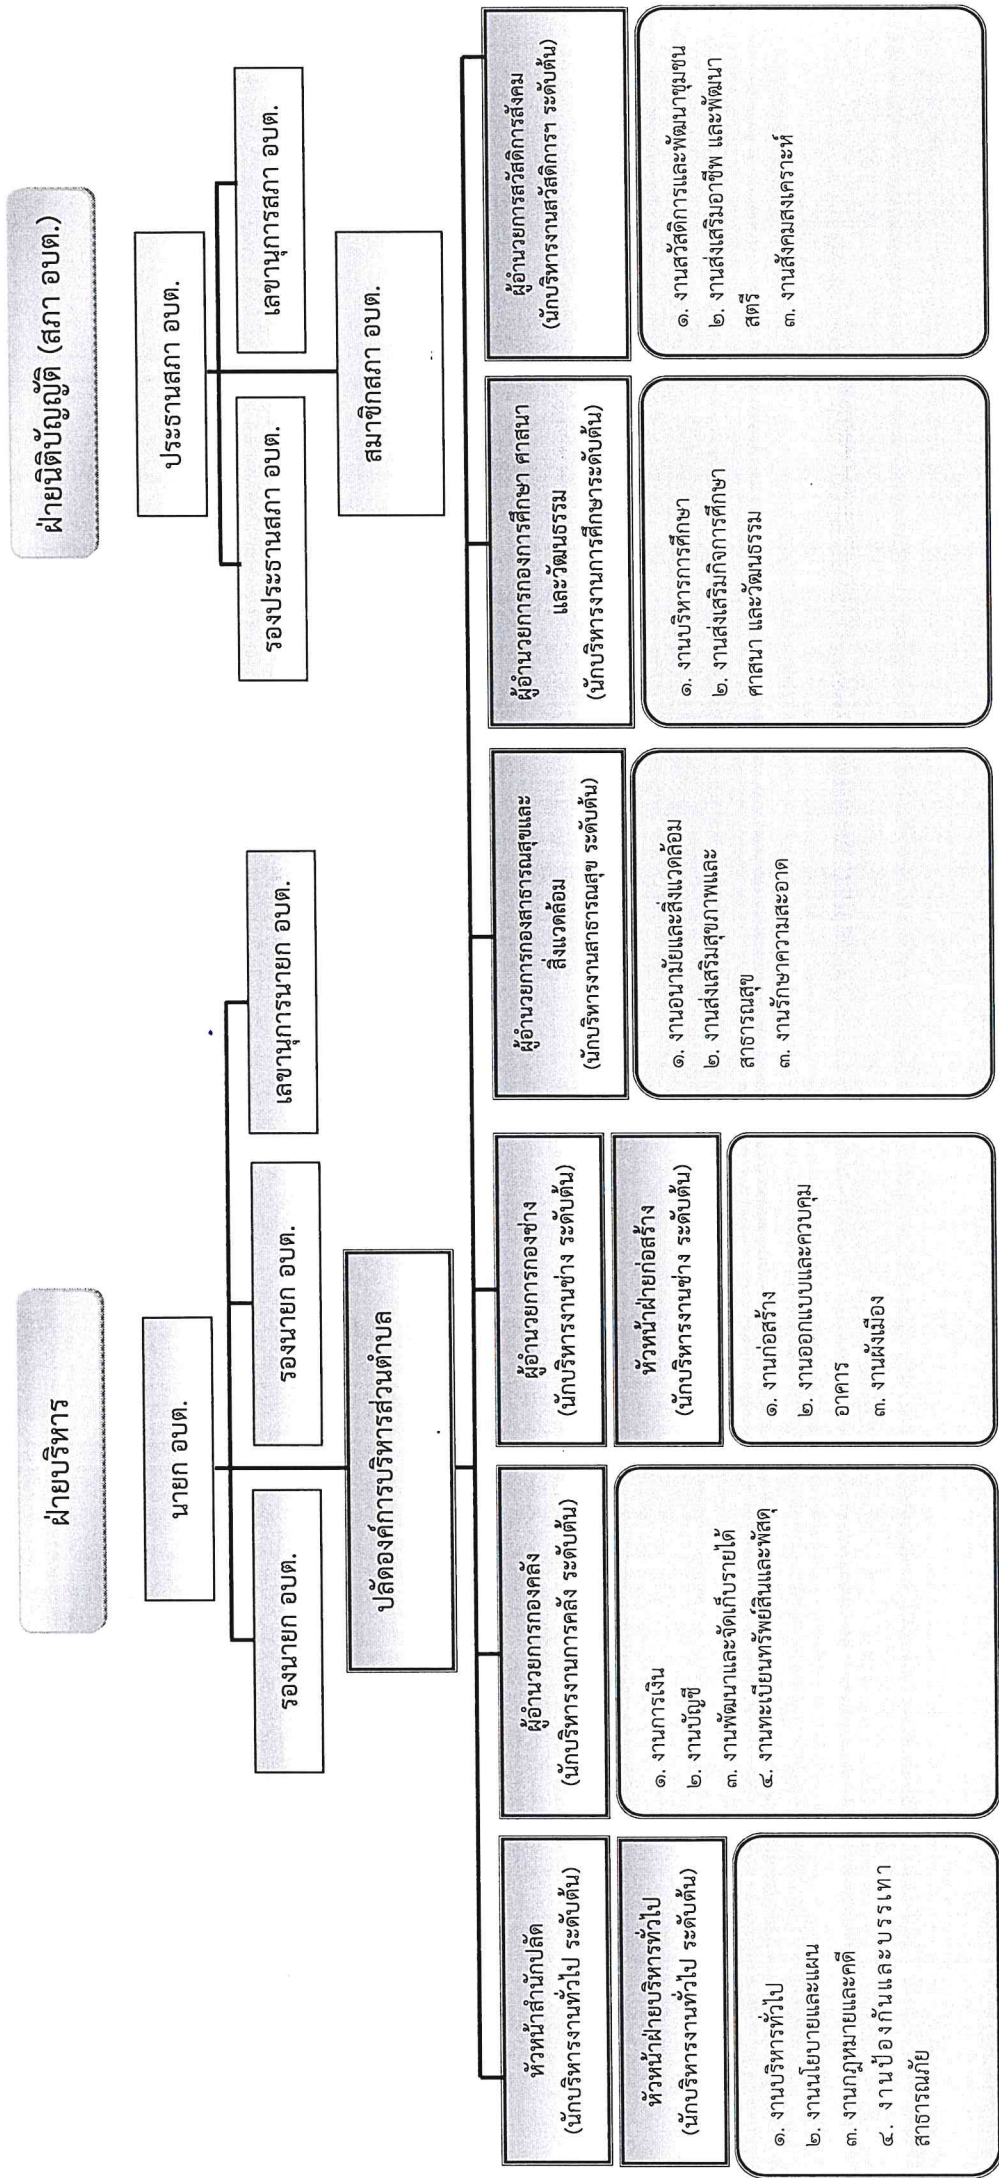 ฝ่ายบริหาร
นายก อบต.
รองนายก อบต.
รองนายก อบต.
เลขานุการนายก อบต.
ปลัดองค์การบริหารส่วนตำบล
ฝ่ายนิติบัญญัติ (สภา อบต.)
ประธานสภา อบต.
รองประธานสภา อบต.
เลขานุการสภา อบต.
สมาชิกสภา อบต.
หัวหน้าสำนักปลัด
(นักบริหารงานทั่วไป ระดับต้น)
หัวหน้าฝ่ายบริหารทั่วไป
(นักบริหารงานทั่วไป ระดับต้น)
๑. งานบริหารทั่วไป
๒. งานนโยบายและแผน
๓. งานกฎหมายและคดี
๔. งานป้องกันและบรรเทา
สาธารณภัย
ผู้อำนวยการกองคลัง
(นักบริหารงานการคลัง ระดับต้น)
๑. งานการเงิน
๒. งานบัญชี
๓. งานพัฒนาและจัดเก็บรายได้
๔. งานทะเบียนทรัพย์สินและพัสดุ
ผู้อำนวยการกองช่าง
(นักบริหารงานช่าง ระดับต้น)
หัวหน้าฝ่ายก่อสร้าง
(นักบริหารงานช่าง ระดับต้น)
๑. งานก่อสร้าง
๒. งานออกแบบและควบคุม
อาคาร
๓. งานผังเมือง
ผู้อำนวยการกองสาธารณสุขและ
สิ่งแวดล้อม
(นักบริหารงานสาธารณสุข ระดับต้น)
๑. งานอนามัยและสิ่งแวดล้อม
๒. งานส่งเสริมสุขภาพและ
สาธารณสุข
๓. งานรักษาความสะอาด
ผู้อำนวยการกองการศึกษา ศาสนา
และวัฒนธรรม
(นักบริหารงานการศึกษาระดับต้น)
๑. งานบริหารการศึกษา
๒. งานส่งเสริมกิจการศึกษา
ศาสนา และวัฒนธรรม
ผู้อำนวยการสวัสดิการสังคม
(นักบริหารงานสวัสดิการฯ ระดับต้น)
๑. งานสวัสดิการและพัฒนาชุมชน
๒. งานส่งเสริมอาชีพ และพัฒนา
สตรี
๓. งานสังคมสงเคราะห์